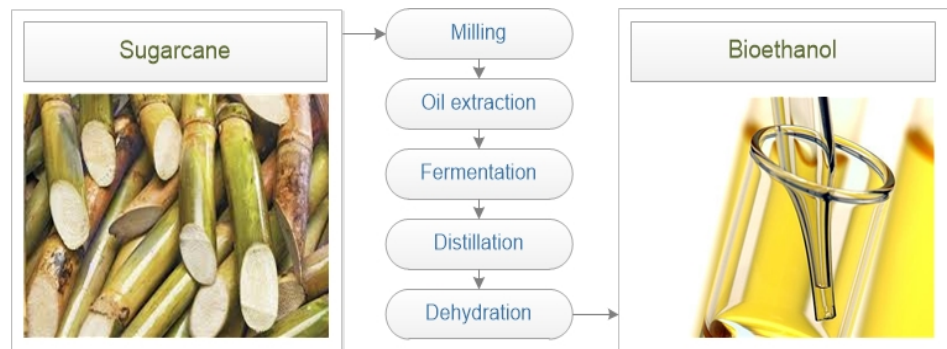 Sugarcane
Milling
Oil extraction
Fermentation
Distillation
Dehydration
Bioethanol